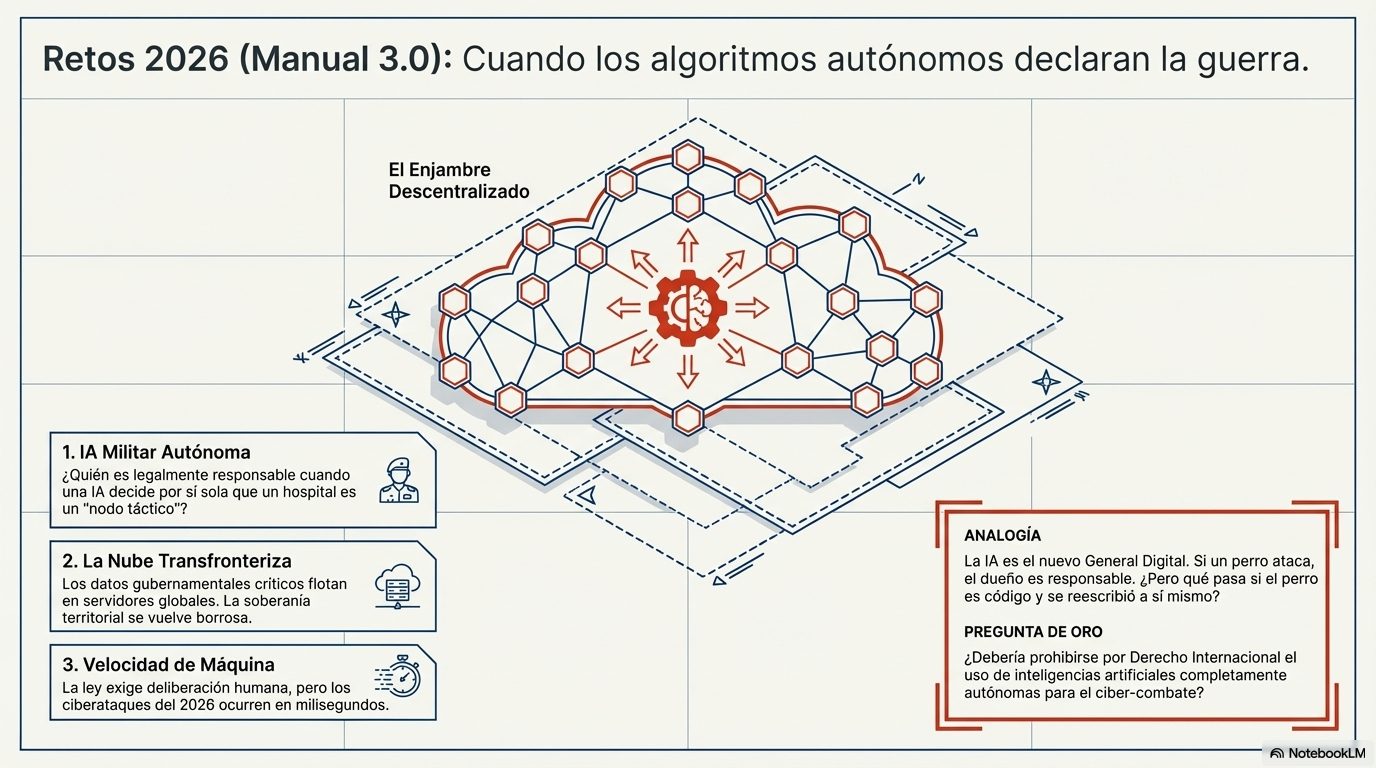 Retos 2026 (Manual 3.0): Cuando los algoritmos autónomos declaran la guerra.
El Enjambre
Descentralizado
N
1. IA Militar Autónoma
¿Quién es legalmente responsable cuando
una IA decide por sí sola que un hospital es
un "nodo táctico"?
2. La Nube Transfronteriza
Los datos gubernamentales críticos flotan
en servidores globales. La soberanía
territorial se vuelve borrosa.
3. Velocidad de Máquina
La ley exige deliberación humana, pero los
ciberataques del 2026 ocurren en milisegundos.
ANALOGÍA
La IA es el nuevo General Digital. Si un perro ataca,
el dueño es responsable. ¿Pero qué pasa si el perro
es código y se reescribió a sí mismo?
PREGUNTA DE ORO
¿Debería prohibirse por Derecho Internacional el
uso de inteligencias artificiales completamente
autónomas para el ciber-combate?
NotebookLM